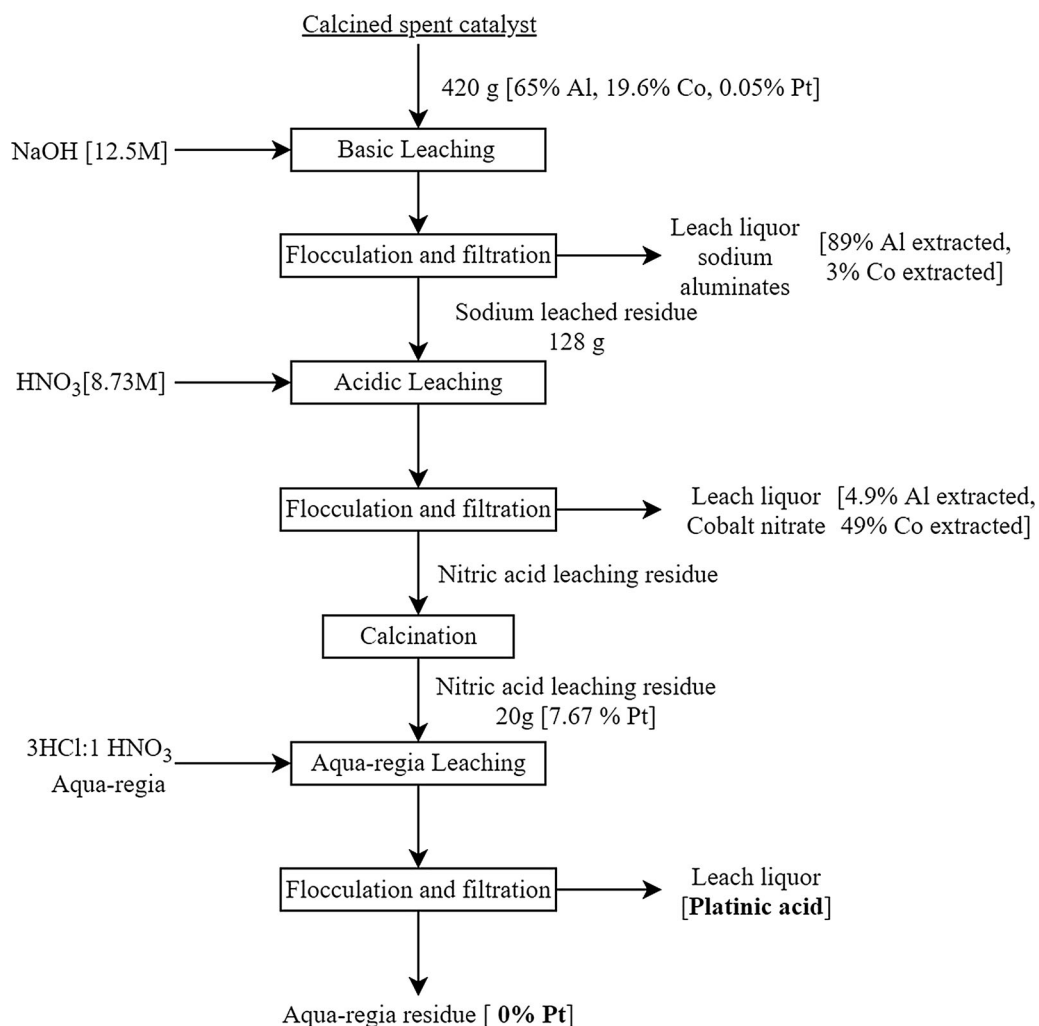 Calcined spent catalyst
420 g [65% Al, 19.6% Co, 0.05% Pt]
NaOH [12.5M]
Basic Leaching
Flocculation and filtration
Leach liquor
sodium
aluminates
[89% Al extracted,
3% Co extracted]
Sodium leached residue
128 g
HNO₃[8.73M]
Acidic Leaching
Flocculation and filtration
Leach liquor [4.9% Al extracted,
Cobalt nitrate 49% Co extracted]
Nitric acid leaching residue
Calcination
Nitric acid leaching residue
20g [7.67 % Pt]
3HCl:1 HNO₃
Aqua-regia
Aqua-regia Leaching
Flocculation and filtration
Leach liquor
[Platinic acid]
Aqua-regia residue [ 0% Pt]